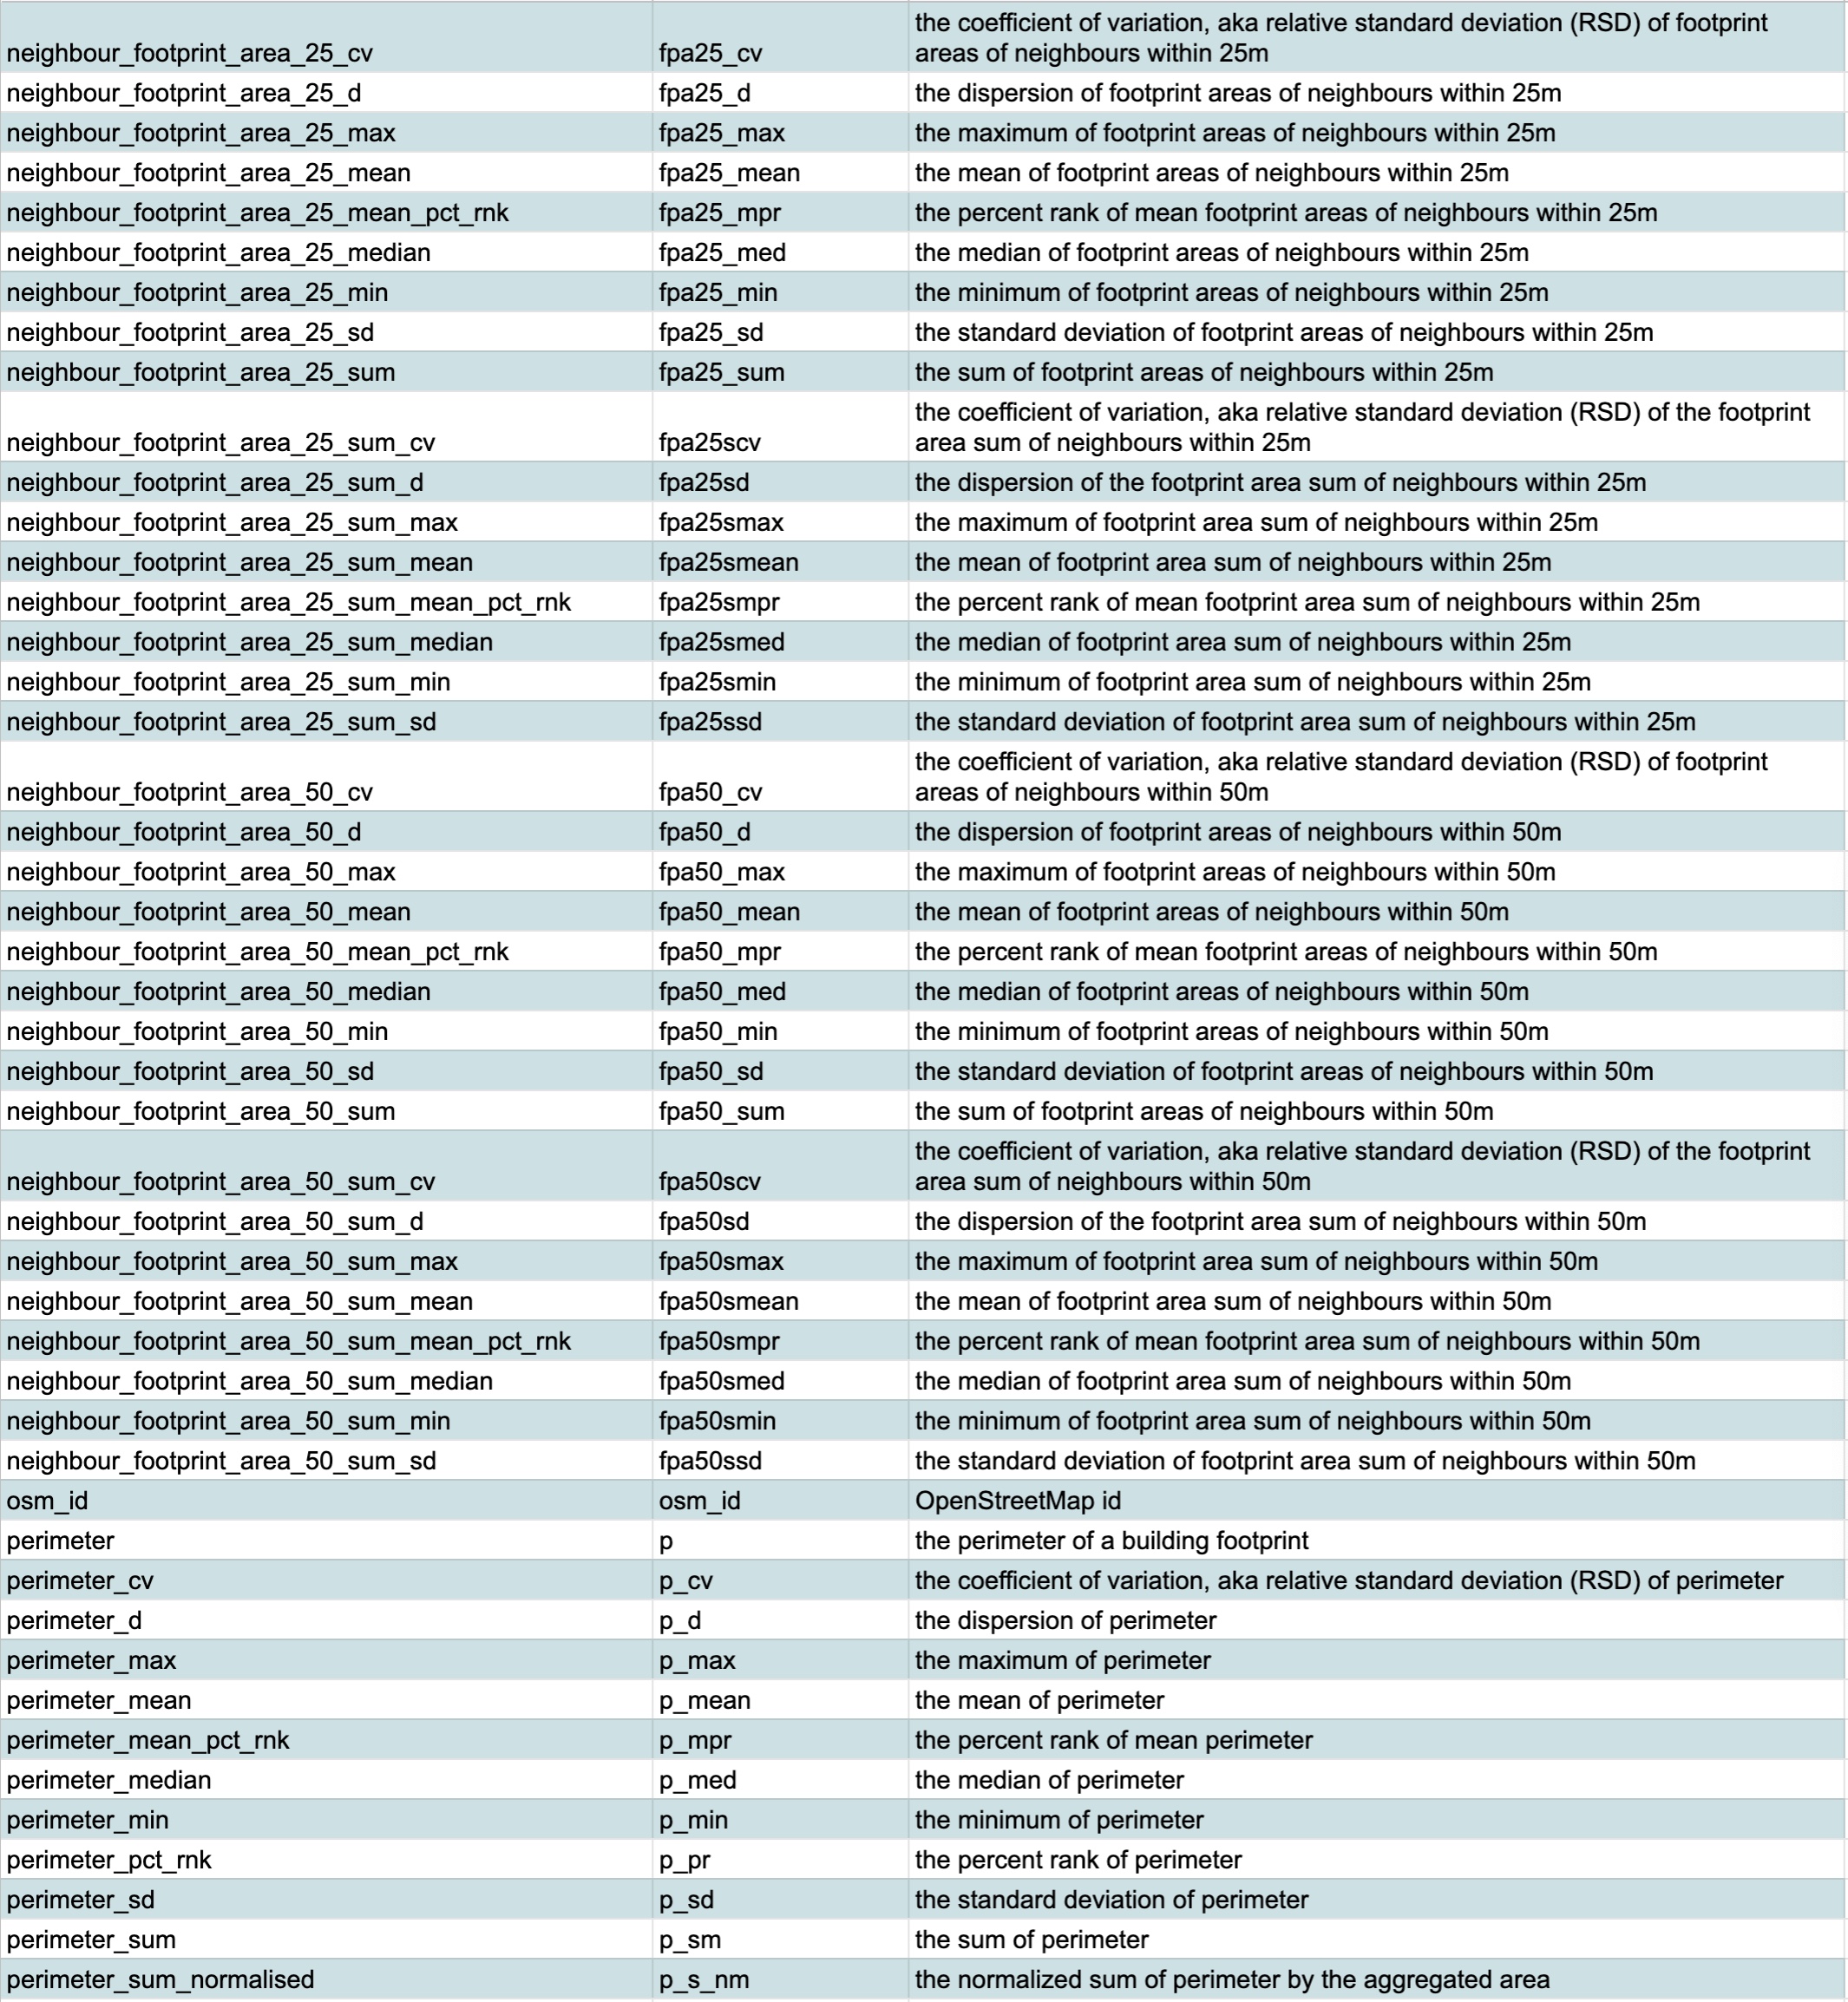 the coefficient of variation, aka relative standard deviation (RSD) of footprint
neighbour_footprint_area_25_cv fpa25_cv areas of neighbours within 25m
neighbour_footprint_area_25_d fpa25_d the dispersion of footprint areas of neighbours within 25m
neighbour_footprint_area_25_max fpa25_max the maximum of footprint areas of neighbours within 25m
neighbour_footprint_area_25_mean fpa25_mean the mean of footprint areas of neighbours within 25m
neighbour_footprint_area_25_mean_pct_rnk fpa25_mpr the percent rank of mean footprint areas of neighbours within 25m
neighbour_footprint_area_25_median fpa25_med the median of footprint areas of neighbours within 25m
neighbour_footprint_area_25_min fpa25_min the minimum of footprint areas of neighbours within 25m
neighbour_footprint_area_25_sd fpa25_sd the standard deviation of footprint areas of neighbours within 25m
neighbour_footprint_area_25_sum fpa25_sum the sum of footprint areas of neighbours within 25m
the coefficient of variation, aka relative standard deviation (RSD) of the footprint
neighbour_footprint_area_25_sum_cv fpa25scv area sum of neighbours within 25m
neighbour_footprint_area_25_sum_d fpa25sd the dispersion of the footprint area sum of neighbours within 25m
neighbour_footprint_area_25_sum_max fpa25smax the maximum of footprint area sum of neighbours within 25m
neighbour_footprint_area_25_sum_mean fpa25smean the mean of footprint area sum of neighbours within 25m
neighbour_footprint_area_25_sum_mean_pct_rnk fpa25smpr the percent rank of mean footprint area sum of neighbours within 25m
neighbour_footprint_area_25_sum_median fpa25smed the median of footprint area sum of neighbours within 25m
neighbour_footprint_area_25_sum_min fpa25smin the minimum of footprint area sum of neighbours within 25m
neighbour_footprint_area_25_sum_sd fpa25ssd the standard deviation of footprint area sum of neighbours within 25m
the coefficient of variation, aka relative standard deviation (RSD) of footprint
neighbour_footprint_area_50_cv fpa50_cv areas of neighbours within 50m
neighbour_footprint_area_50_d fpa50_d the dispersion of footprint areas of neighbours within 50m
neighbour_footprint_area_50_max fpa50_max the maximum of footprint areas of neighbours within 50m
neighbour_footprint_area_50_mean fpa50_mean the mean of footprint areas of neighbours within 50m
neighbour_footprint_area_50_mean_pct_rnk fpa50_mpr the percent rank of mean footprint areas of neighbours within 50m
neighbour_footprint_area_50_median fpa50_med the median of footprint areas of neighbours within 50m
neighbour_footprint_area_50_min fpa50_min the minimum of footprint areas of neighbours within 50m
neighbour_footprint_area_50_sd fpa50_sd the standard deviation of footprint areas of neighbours within 50m
neighbour_footprint_area_50_sum fpa50_sum the sum of footprint areas of neighbours within 50m
the coefficient of variation, aka relative standard deviation (RSD) of the footprint
neighbour_footprint_area_50_sum_cv fpa50scv area sum of neighbours within 50m
neighbour_footprint_area_50_sum_d fpa50sd the dispersion of the footprint area sum of neighbours within 50m
neighbour_footprint_area_50_sum_max fpa50smax the maximum of footprint area sum of neighbours within 50m
neighbour_footprint_area_50_sum_mean fpa50smean the mean of footprint area sum of neighbours within 50m
neighbour_footprint_area_50_sum_mean_pct_rnk fpa50smpr the percent rank of mean footprint area sum of neighbours within 50m
neighbour_footprint_area_50_sum_median fpa50smed the median of footprint area sum of neighbours within 50m
neighbour_footprint_area_50_sum_min fpa50smin the minimum of footprint area sum of neighbours within 50m
neighbour_footprint_area_50_sum_sd fpa50ssd the standard deviation of footprint area sum of neighbours within 50m
osm_id osm_id OpenStreetMap id
perimeter p the perimeter of a building footprint
perimeter_cv p_cv the coefficient of variation, aka relative standard deviation (RSD) of perimeter
perimeter_d p_d the dispersion of perimeter
perimeter_max p_max the maximum of perimeter
perimeter_mean p_mean the mean of perimeter
perimeter_mean_pct_rnk p_mpr the percent rank of mean perimeter
perimeter_median p_med the median of perimeter
perimeter_min p_min the minimum of perimeter
perimeter_pct_rnk p_pr the percent rank of perimeter
perimeter_sd p_sd the standard deviation of perimeter
perimeter_sum p_sm the sum of perimeter
perimeter_sum_normalised p_s_nm the normalized sum of perimeter by the aggregated area